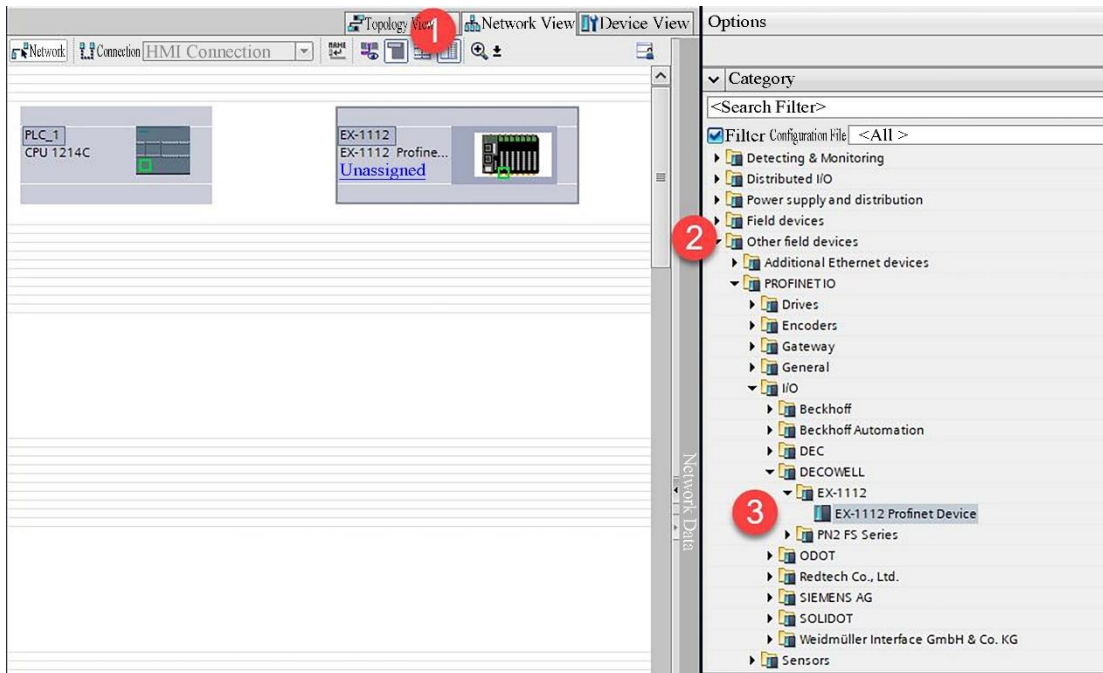 Topology View
1
Network View
Device View
Options
Network
Connection
HMI Connection
Category
<Search Filter>
Filter Configuration File <All >
PLC_1
CPU 1214C
EX-1112
EX-1112 Profine...
Unassigned
Detecting & Monitoring
Distributed I/O
Power supply and distribution
Field devices
2
Other field devices
Additional Ethernet devices
PROFINET IO
Drives
Encoders
Gateway
General
I/O
Beckhoff
Beckhoff Automation
DEC
DECOWELL
EX-1112
3
EX-1112 Profinet Device
PN2 FS Series
ODOT
Redtech Co., Ltd.
SIEMENS AG
SOLIDOT
Weidmüller Interface GmbH & Co. KG
Sensors
Network Data